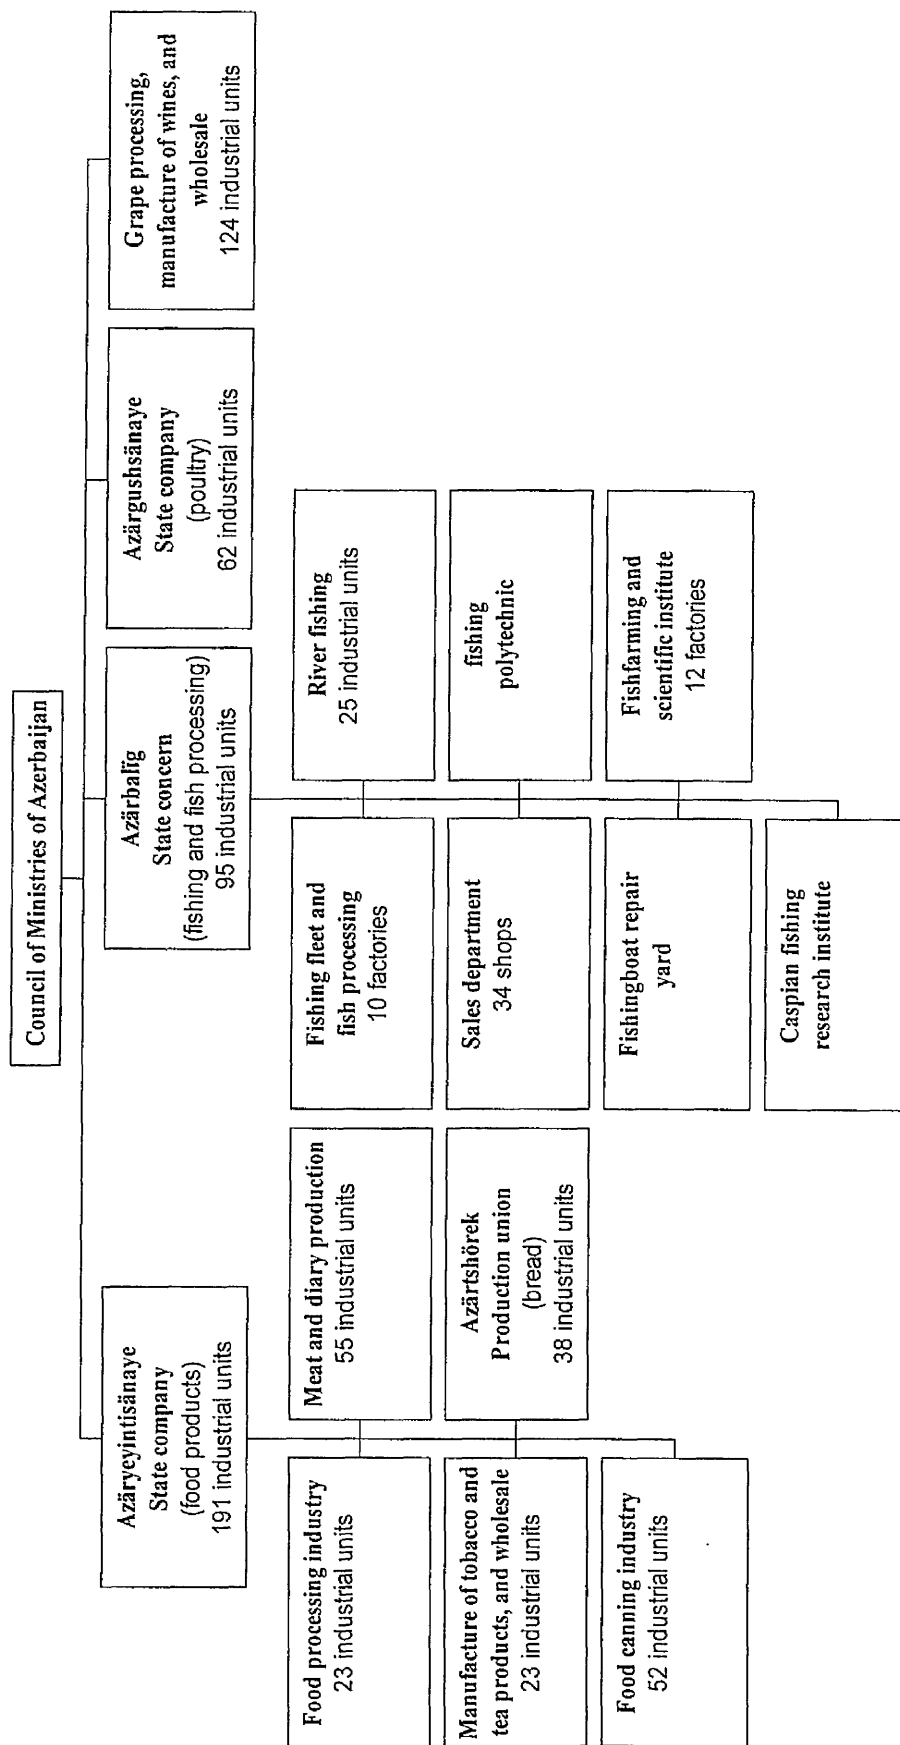 Council of Ministries of Azerbaijan
Azäryeyintisänaye
State company
(food products)
191 industrial units
Azärbalïg
State concern
(fishing and fish processing)
95 industrial units
Azärgushsänaye
State company
(poultry)
62 industrial units
Grape processing,
manufacture of wines, and
wholesale
124 industrial units
Food processing industry
23 industrial units
Meat and diary production
55 industrial units
Manufacture of tobacco and
tea products, and wholesale
23 industrial units
Azärtshörek
Production union
(bread)
38 industrial units
Food canning industry
52 industrial units
Fishing fleet and
fish processing
10 factories
River fishing
25 industrial units
Sales department
34 shops
fishing
polytechnic
Fishingboat repair
yard
Fishfarming and
scientific institute
12 factories
Caspian fishing
research institute